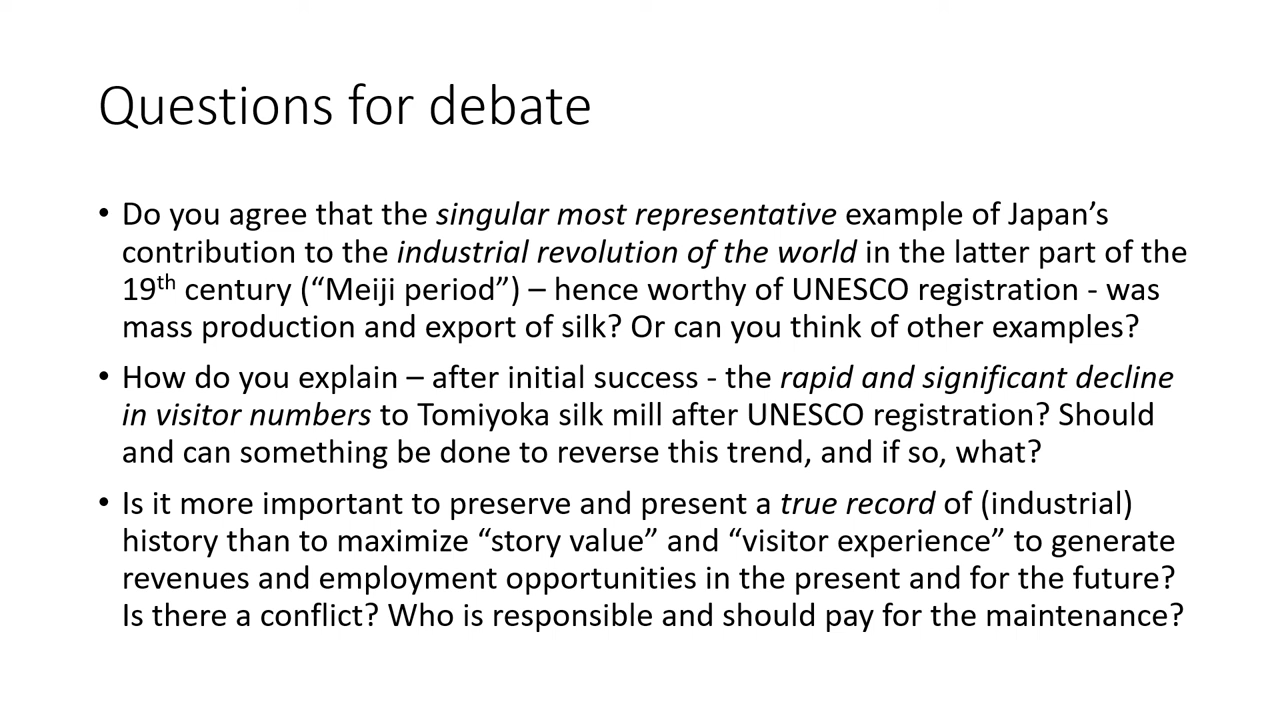 Questions for debate
• Do you agree that the singular most representative example of Japan’s
contribution to the industrial revolution of the world in the latter part of the
19th century (“Meiji period”) – hence worthy of UNESCO registration - was
mass production and export of silk? Or can you think of other examples?
• How do you explain – after initial success - the rapid and significant decline
in visitor numbers to Tomiyoka silk mill after UNESCO registration? Should
and can something be done to reverse this trend, and if so, what?
• Is it more important to preserve and present a true record of (industrial)
history than to maximize “story value” and “visitor experience” to generate
revenues and employment opportunities in the present and for the future?
Is there a conflict? Who is responsible and should pay for the maintenance?